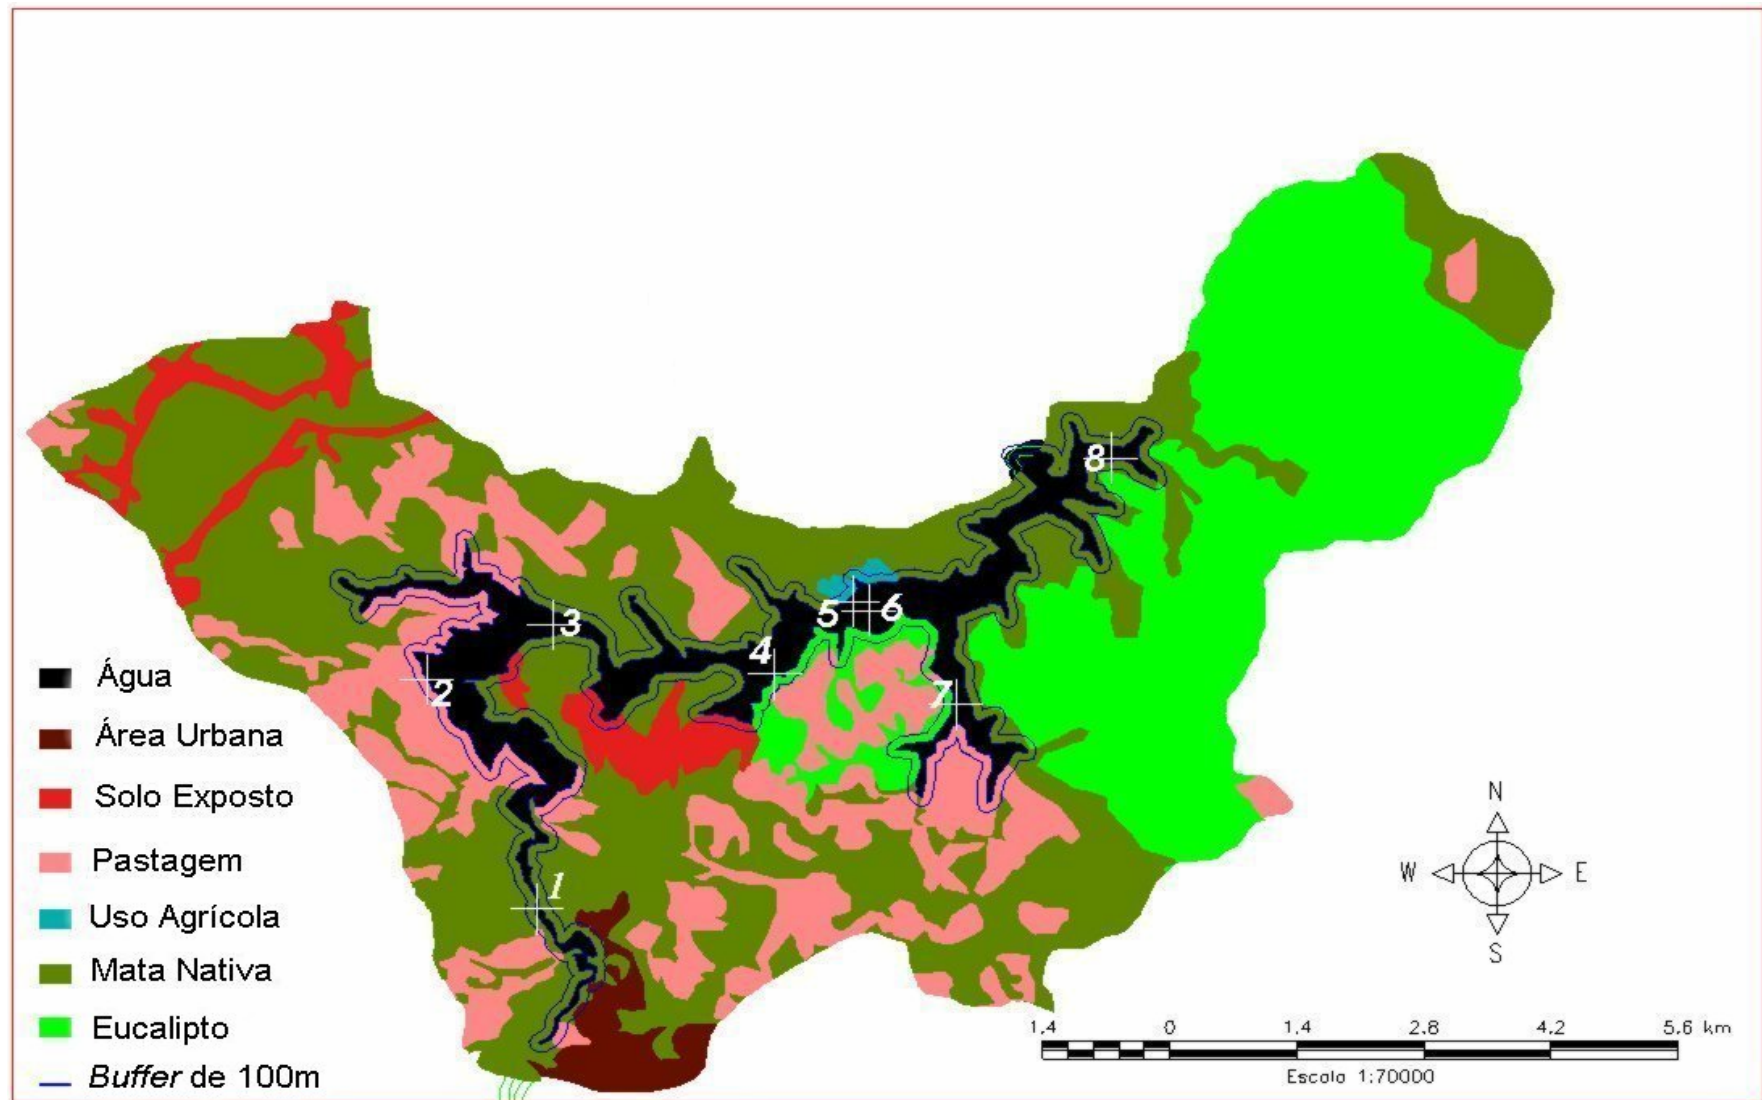 8
5
6
3
4
2
7
1
Água
Área Urbana
Solo Exposto
Pastagem
Uso Agrícola
Mata Nativa
Eucalipto
Buffer de 100m
N
W E
S
1.4 0 1.4 2.8 4.2 5.6 km
Escala 1:70000